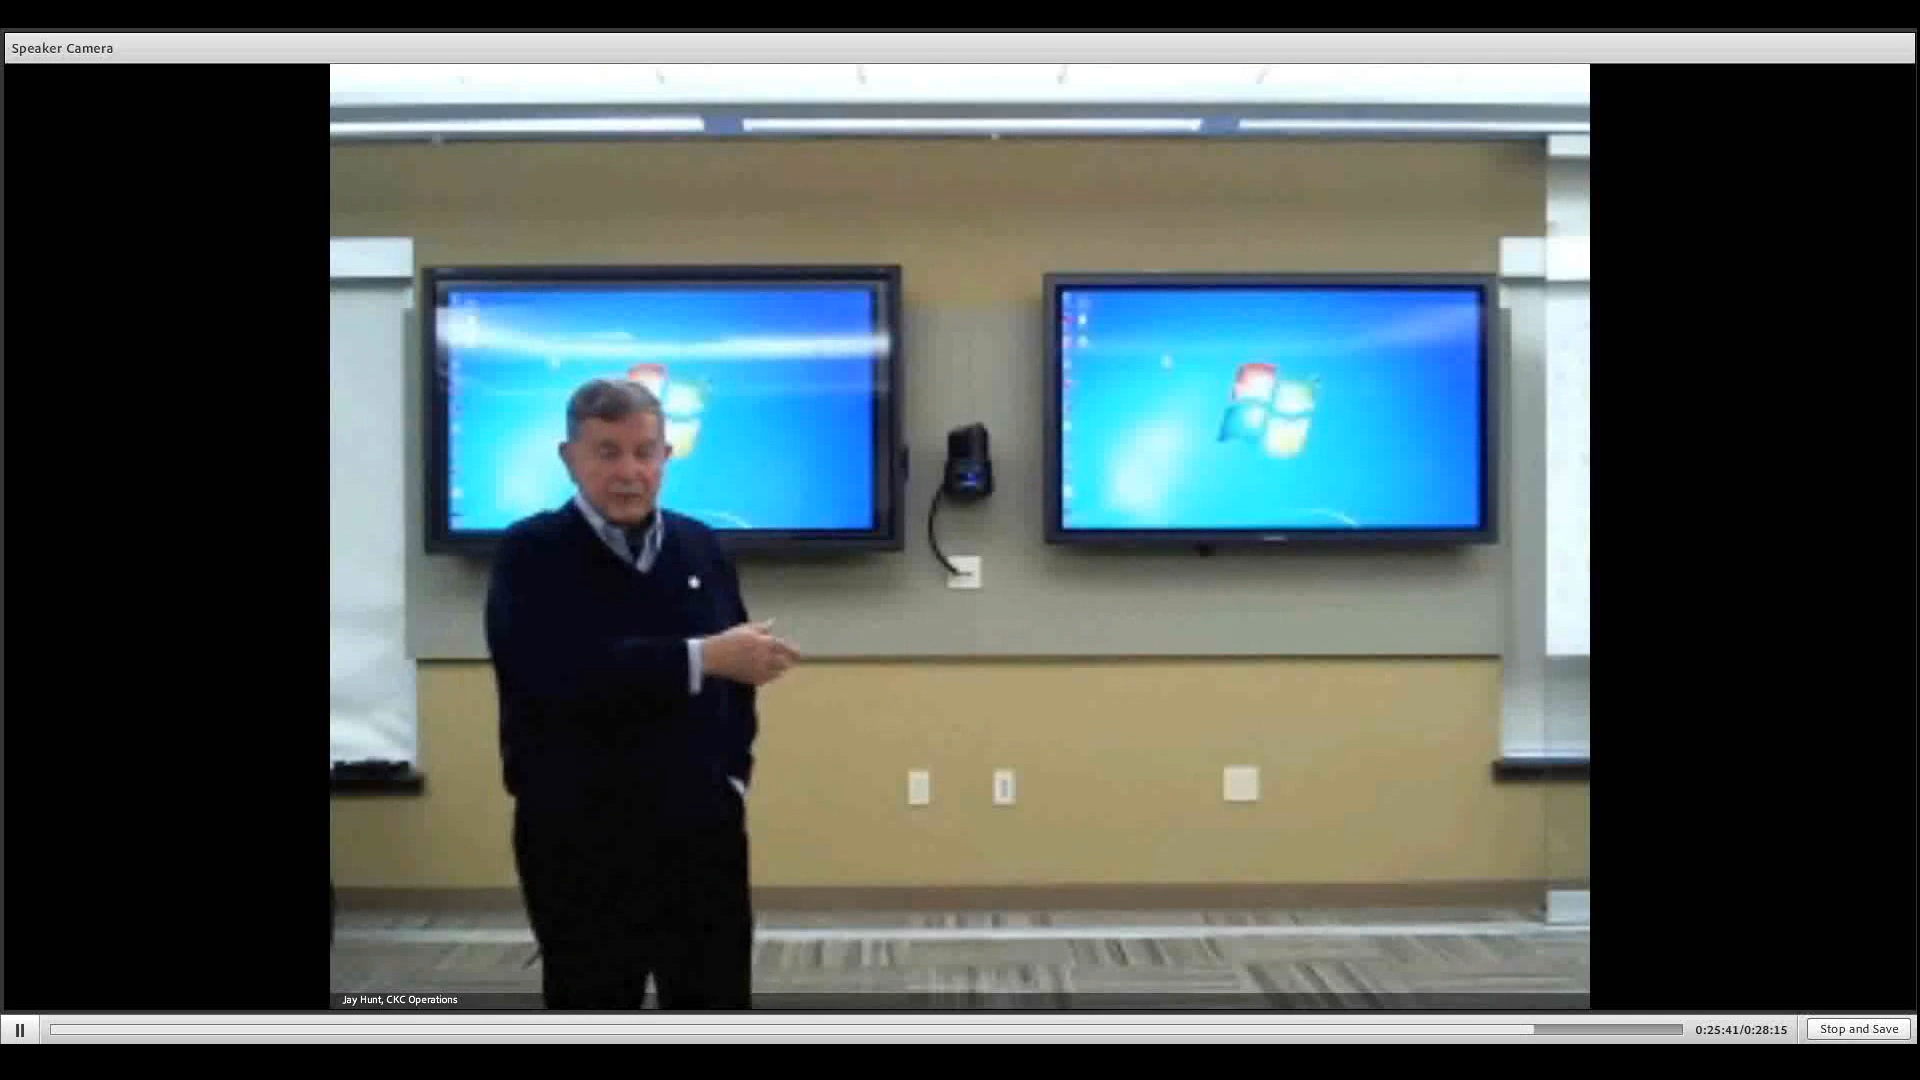 Speaker Camera
Jay Hunt, CKC Operations
0:25:41/0:28:15
Stop and Save